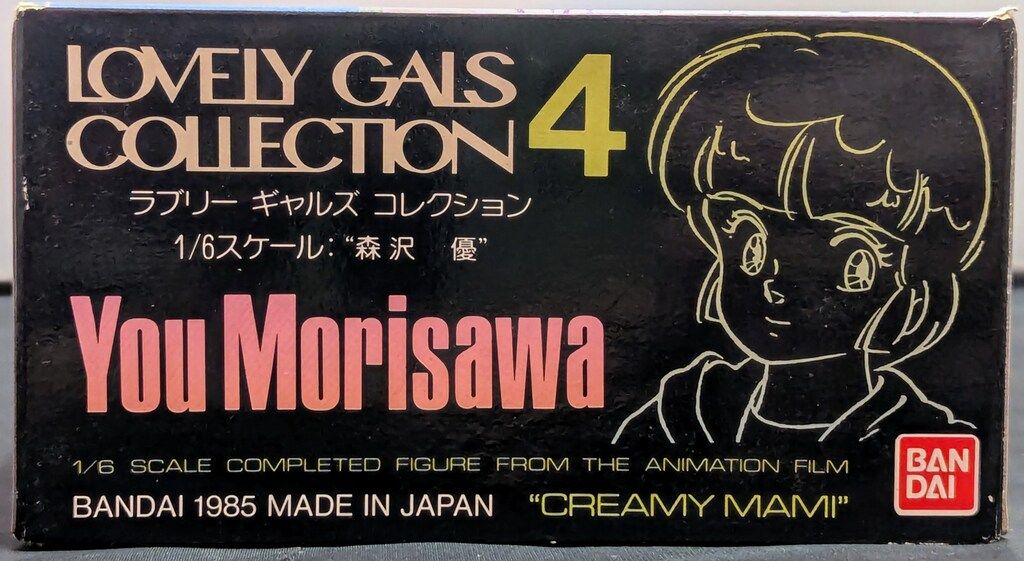 LOVELY GALS
COLLECTION 4
ラブリー ギャルズ コレクション
1/6スケール:“森沢 優”
You Morisawa
1/6 SCALE COMPLETED FIGURE FROM THE ANIMATION FILM
BANDAI 1985 MADE IN JAPAN “CREAMY MAMI”
BAN
DAI